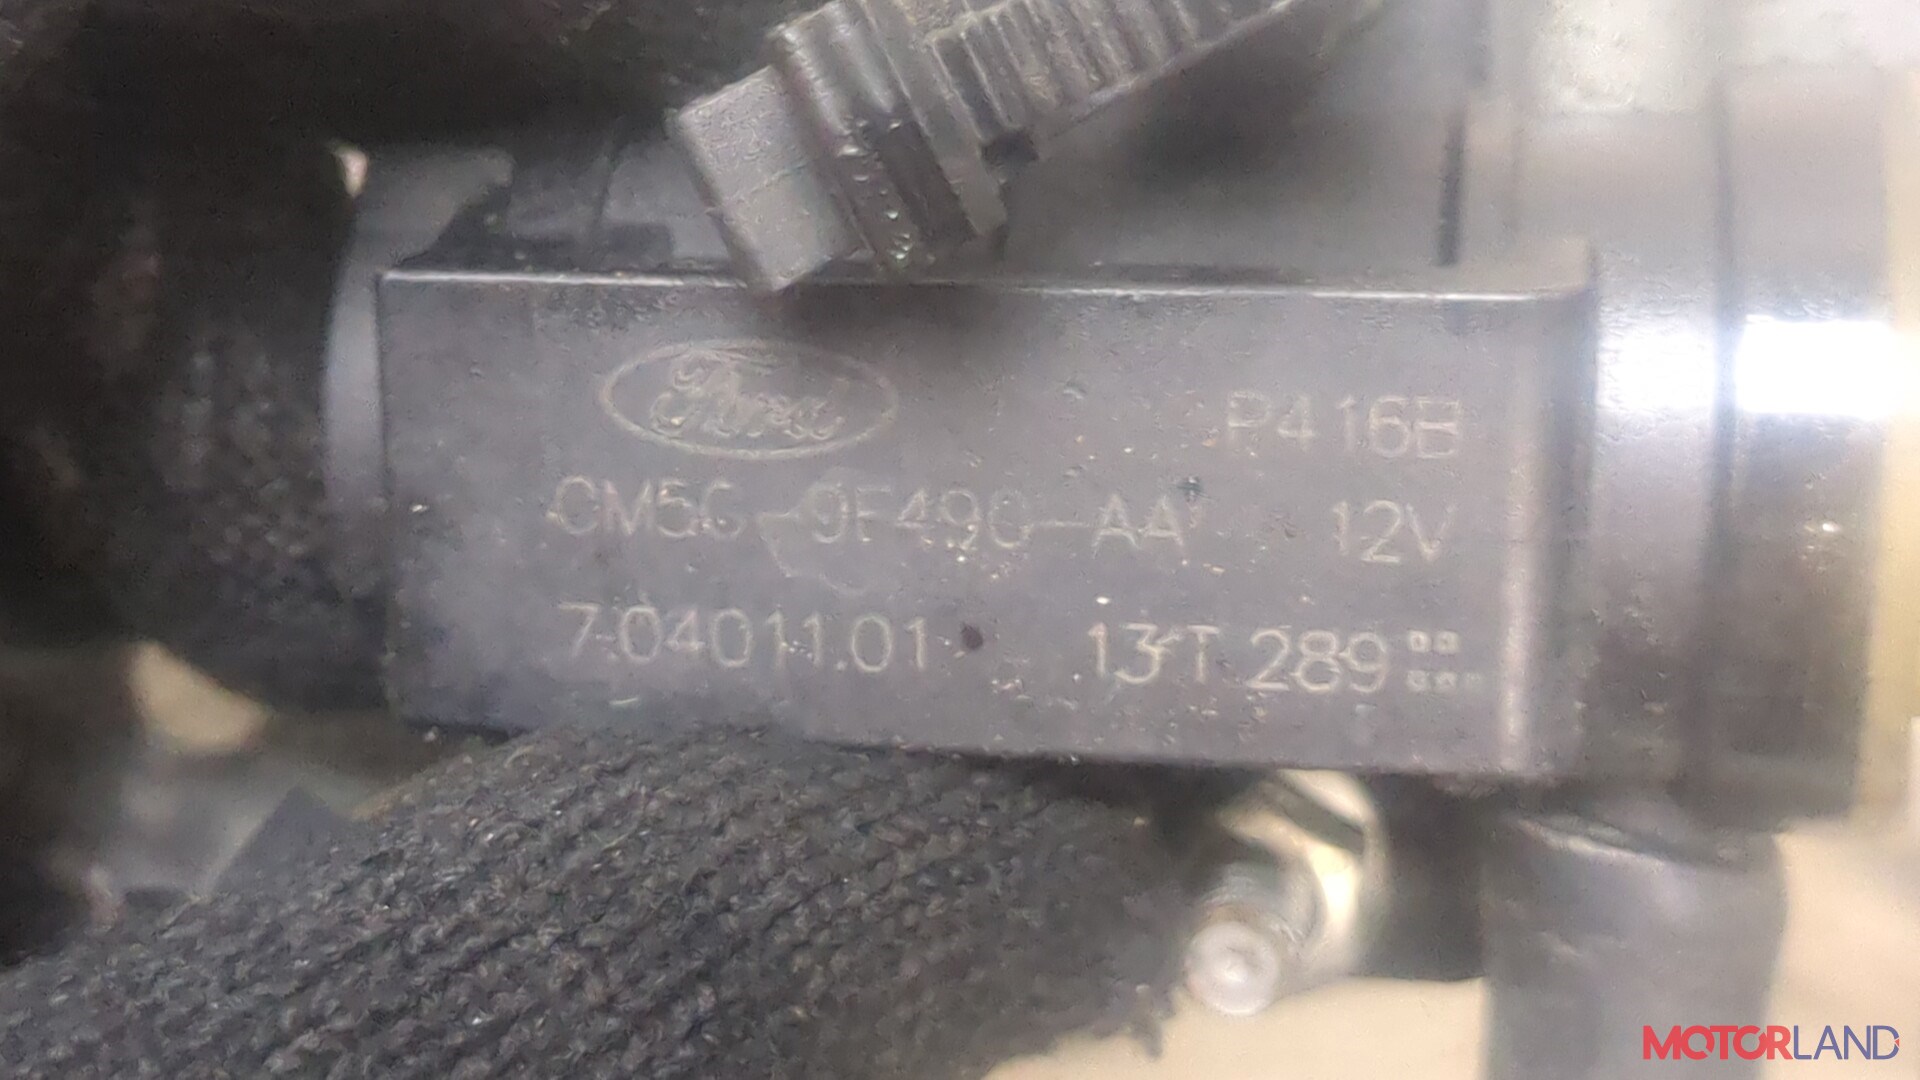 Ford
P416B
CM5G-9F490-AA 12V
7.04011.01 13T 289
MOTORLAND